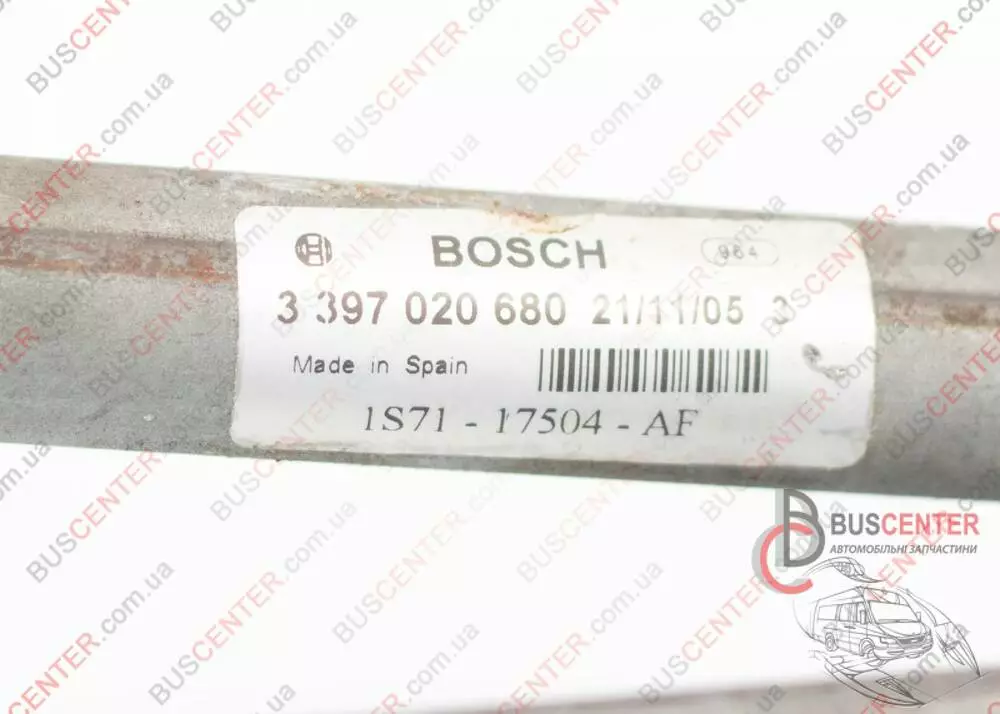 BOSCH 964
3 397 020 680 21/11/05 3
Made in Spain
1S71 - 17504 - AF
BUSCENTER
АВТОМОБІЛЬНІ ЗАПЧАСТИНИ
BUSCENTER.com.ua